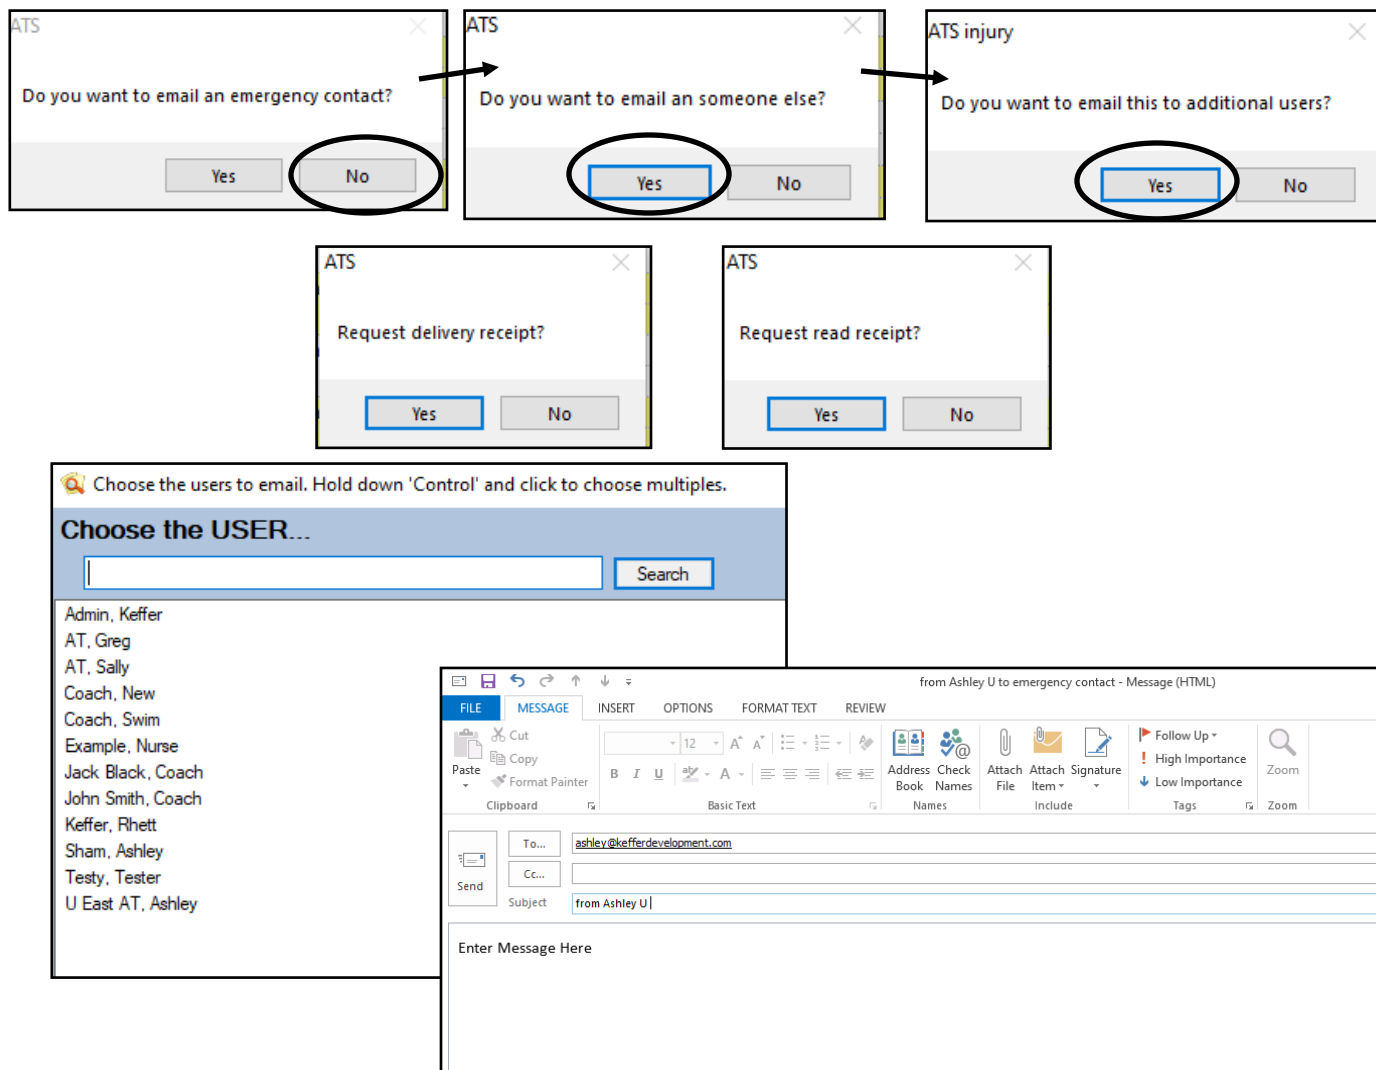 ATS
Do you want to email an emergency contact?
Yes
No
ATS
Do you want to email an someone else?
Yes
No
ATS injury
Do you want to email this to additional users?
Yes
No
ATS
Request delivery receipt?
Yes
No
ATS
Request read receipt?
Yes
No
Choose the users to email. Hold down 'Control' and click to choose multiples.
Choose the USER...
Search
Admin, Keffer
AT, Greg
AT, Sally
Coach, New
Coach, Swim
Example, Nurse
Jack Black, Coach
John Smith, Coach
Keffer, Rhett
Sham, Ashley
Testy, Tester
U East AT, Ashley
from Ashley U to emergency contact - Message (HTML)
FILE MESSAGE INSERT OPTIONS FORMAT TEXT REVIEW
Paste
Cut
Copy
Format Painter
Clipboard
12
A A
B I U
ab A
Basic Text
Address Book
Check Names
Names
Attach File
Attach Item
Signature
Include
Follow Up
High Importance
Low Importance
Tags
Zoom
Zoom
Send
To...
ashley@kefferdevelopment.com
Cc...
Subject
from Ashley U
Enter Message Here